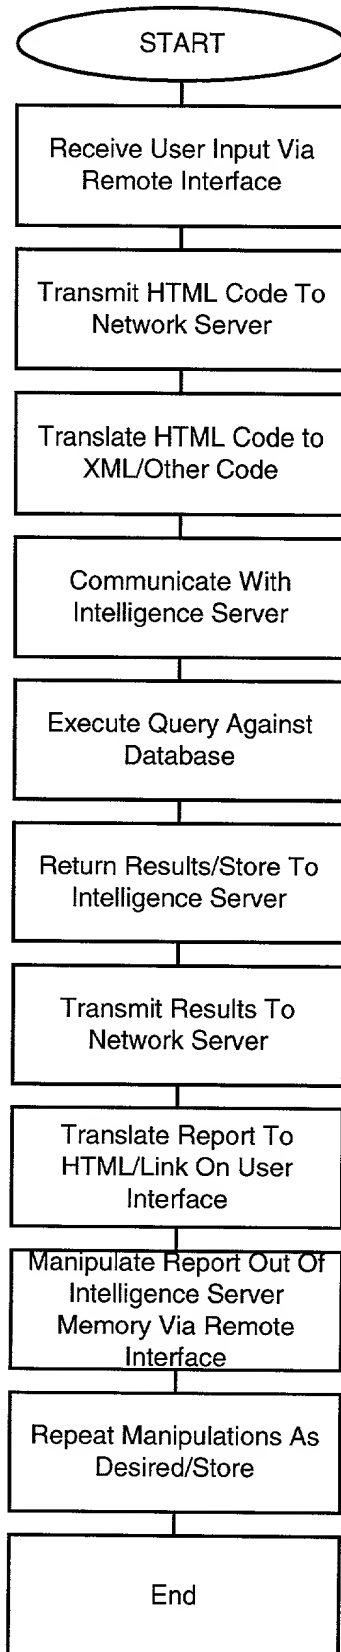 START
Receive User Input Via
Remote Interface
Transmit HTML Code To
Network Server
Translate HTML Code to
XML/Other Code
Communicate With
Intelligence Server
Execute Query Against
Database
Return Results/Store To
Intelligence Server
Transmit Results To
Network Server
Translate Report To
HTML/Link On User
Interface
Manipulate Report Out Of
Intelligence Server
Memory Via Remote
Interface
Repeat Manipulations As
Desired/Store
End